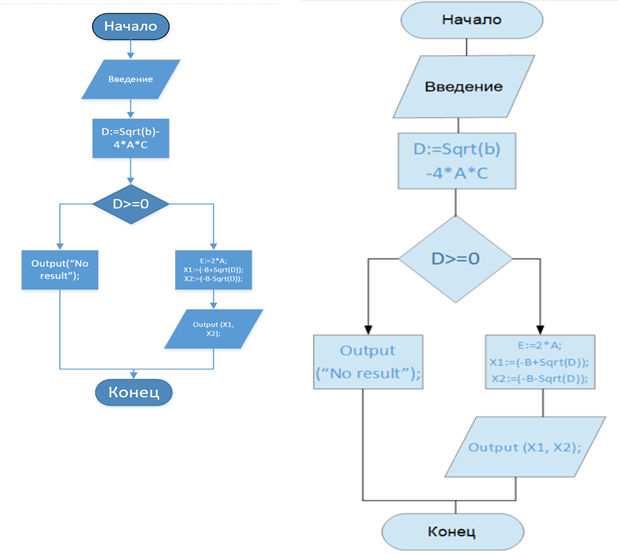 Начало
Введение
D:=Sqrt(b)-
4*A*C
D>=0
Output("No
result");
E:=2*A;
X1:=(-B+Sqrt(D));
X2:=(-B-Sqrt(D));
Output (X1,
X2);
Конец
Начало
Введение
D:=Sqrt(b)
-4*A*C
D>=0
Output
("No result");
E:=2*A;
X1:=(-B+Sqrt(D));
X2:=(-B-Sqrt(D));
Output (X1, X2);
Конец